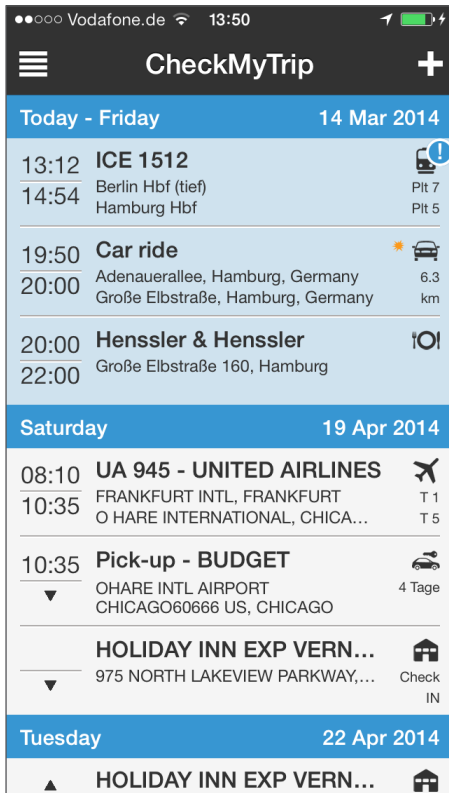 Vodafone.de 13:50
CheckMyTrip
Today - Friday 14 Mar 2014
13:12 ICE 1512
14:54 Berlin Hbf (tief) Plt 7
Hamburg Hbf Plt 5
19:50 Car ride
20:00 Adenauerallee, Hamburg, Germany 6.3
Große Elbstraße, Hamburg, Germany km
20:00 Henssler & Henssler
22:00 Große Elbstraße 160, Hamburg
Saturday 19 Apr 2014
08:10 UA 945 - UNITED AIRLINES
10:35 FRANKFURT INTL, FRANKFURT T 1
O HARE INTERNATIONAL, CHICA... T 5
10:35 Pick-up - BUDGET
OHARE INTL AIRPORT 4 Tage
CHICAGO60666 US, CHICAGO
HOLIDAY INN EXP VERN...
975 NORTH LAKEVIEW PARKWAY,... Check
IN
Tuesday 22 Apr 2014
HOLIDAY INN EXP VERN...